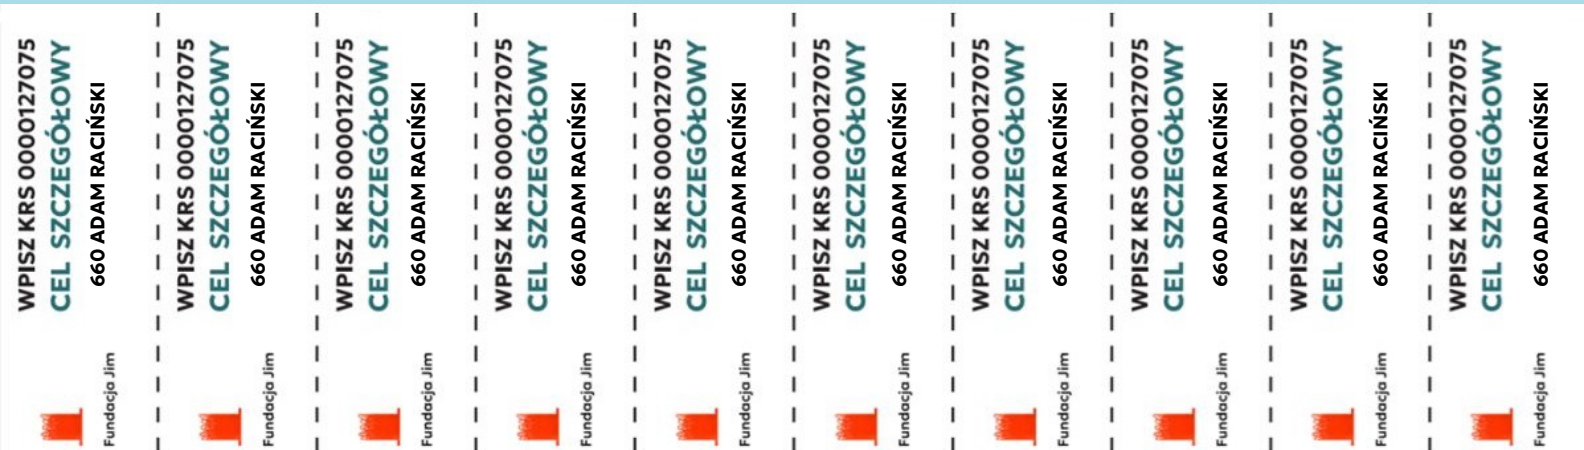 WPISZ KRS 0000127075
CEL SZCZEGÓŁOWY
660 ADAM RACIŃSKI
Fundacja Jim
WPISZ KRS 0000127075
CEL SZCZEGÓŁOWY
660 ADAM RACIŃSKI
Fundacja Jim
WPISZ KRS 0000127075
CEL SZCZEGÓŁOWY
660 ADAM RACIŃSKI
Fundacja Jim
WPISZ KRS 0000127075
CEL SZCZEGÓŁOWY
660 ADAM RACIŃSKI
Fundacja Jim
WPISZ KRS 0000127075
CEL SZCZEGÓŁOWY
660 ADAM RACIŃSKI
Fundacja Jim
WPISZ KRS 0000127075
CEL SZCZEGÓŁOWY
660 ADAM RACIŃSKI
Fundacja Jim
WPISZ KRS 0000127075
CEL SZCZEGÓŁOWY
660 ADAM RACIŃSKI
Fundacja Jim
WPISZ KRS 0000127075
CEL SZCZEGÓŁOWY
660 ADAM RACIŃSKI
Fundacja Jim
WPISZ KRS 0000127075
CEL SZCZEGÓŁOWY
660 ADAM RACIŃSKI
Fundacja Jim
WPISZ KRS 0000127075
CEL SZCZEGÓŁOWY
660 ADAM RACIŃSKI
Fundacja Jim